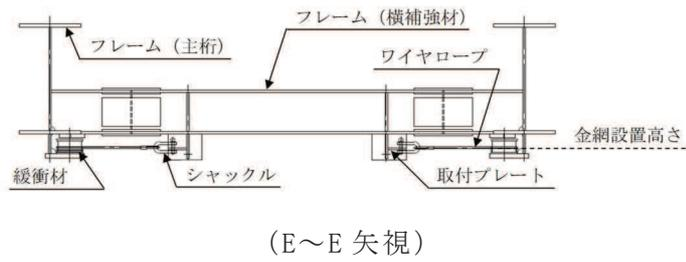 フレーム（横補強材）
フレーム（主桁）
ワイヤロープ
金網設置高さ
緩衝材
シャックル
取付プレート
（E～E 矢視）